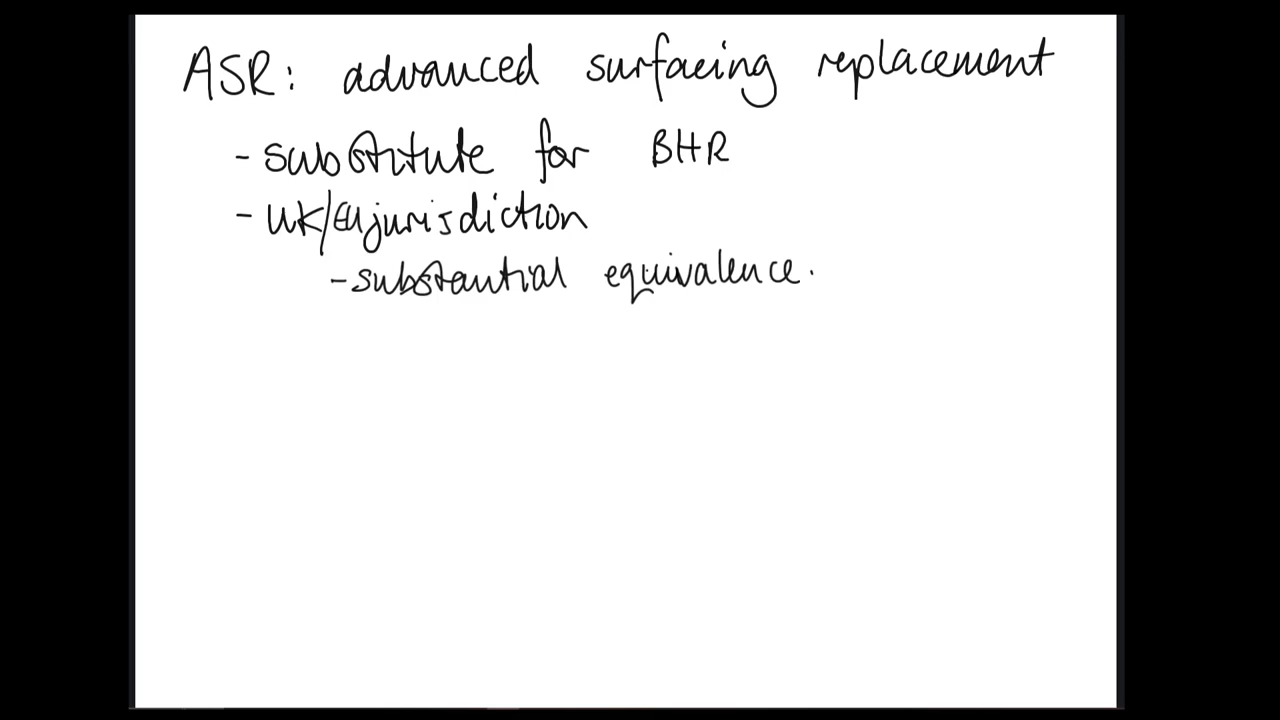 ASR: advanced surfacing replacement
- substitute for BHR
- UK/EU jurisdiction
- substantial equivalence.